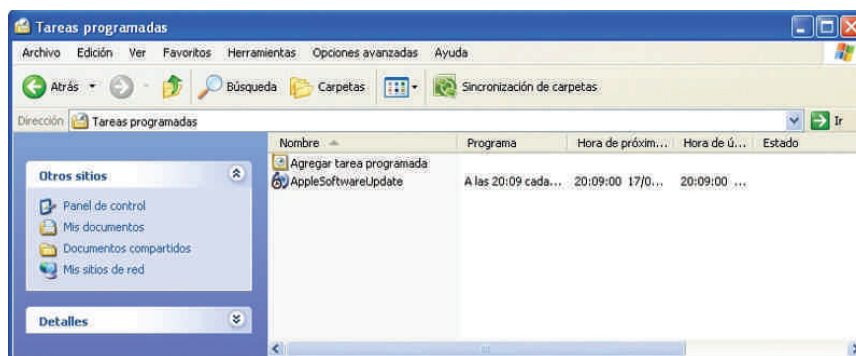 Tareas programadas
Archivo Edición Ver Favoritos Herramientas Opciones avanzadas Ayuda
Atrás Búsqueda Carpetas Sincronización de carpetas
Dirección Tareas programadas Ir
Nombre Programa Hora de próxim... Hora de ú... Estado
Agregar tarea programada
AppleSoftwareUpdate A las 20:09 cada... 20:09:00 17/0... 20:09:00 ...
Otros sitios
Panel de control
Mis documentos
Documentos compartidos
Mis sitios de red
Detalles